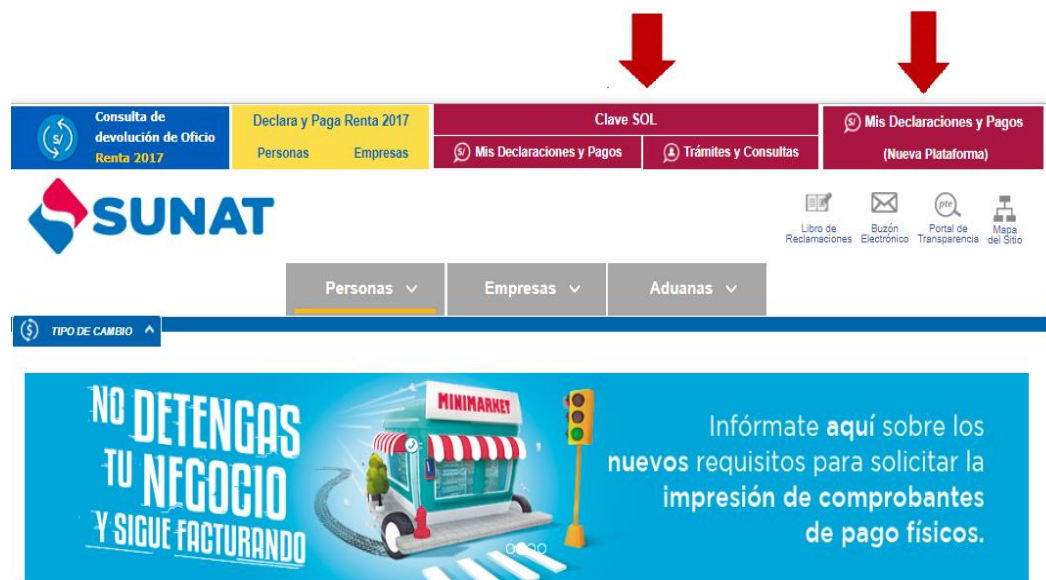 Consulta de
devolución de Oficio
Renta 2017
Declara y Paga Renta 2017
Personas Empresas
Clave SOL
S/ Mis Declaraciones y Pagos
Trámites y Consultas
S/ Mis Declaraciones y Pagos
(Nueva Plataforma)
SUNAT
Libro de
Reclamaciones
Buzón
Electrónico
pte
Portal de
Transparencia
Mapa
del Sitio
Personas
Empresas
Aduanas
$ TIPO DE CAMBIO
NO DETENGAS
TU NEGOCIO
Y SIGUE FACTURANDO
MINIMARKET
Infórmate aquí sobre los
nuevos requisitos para solicitar la
impresión de comprobantes
de pago físicos.